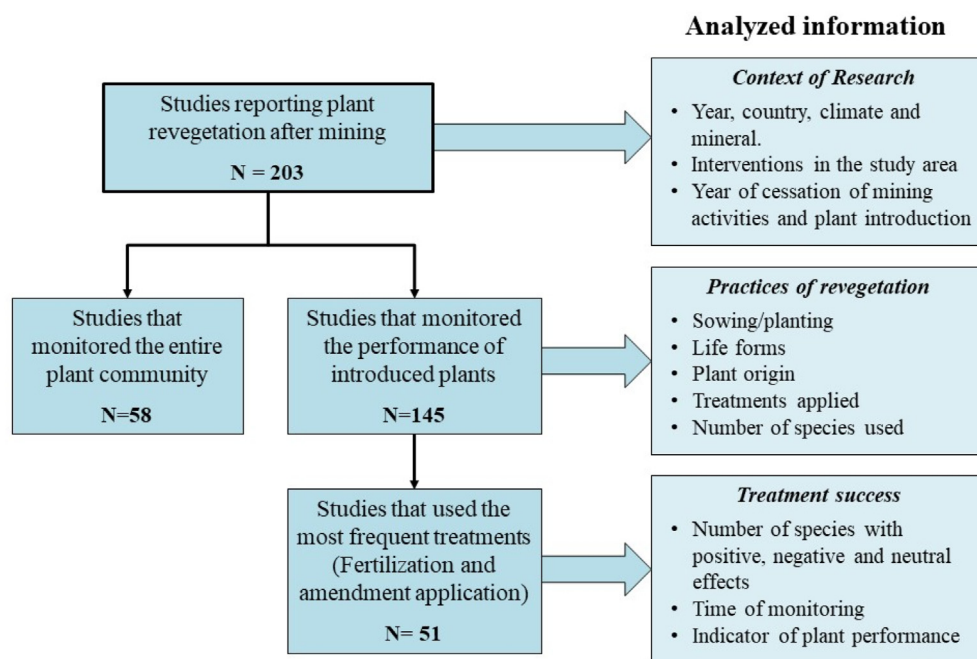 Analyzed information
Studies reporting plant
revegetation after mining
N = 203
Context of Research
• Year, country, climate and
mineral.
• Interventions in the study area
• Year of cessation of mining
activities and plant introduction
Studies that
monitored the entire
plant community
N=58
Studies that monitored
the performance of
introduced plants
N=145
Practices of revegetation
• Sowing/planting
• Life forms
• Plant origin
• Treatments applied
• Number of species used
Studies that used the
most frequent treatments
(Fertilization and
amendment application)
N= 51
Treatment success
• Number of species with
positive, negative and neutral
effects
• Time of monitoring
• Indicator of plant performance